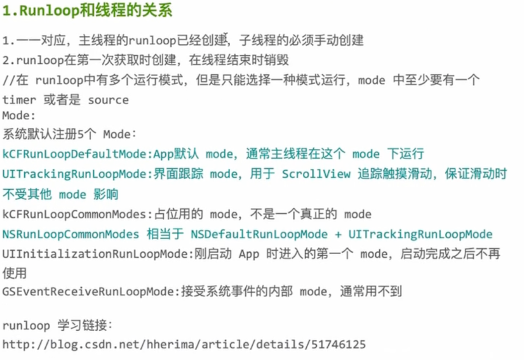 1.Runloop和线程的关系
1.一一对应，主线程的runloop已经创建，子线程的必须手动创建
2.runloop在第一次获取时创建，在线程结束时销毁
//在 runloop中有多个运行模式，但是只能选择一种模式运行，mode 中至少要有一个
timer 或者是 source
Mode:
系统默认注册5个 Mode:
kCFRunLoopDefaultMode:App默认 mode，通常主线程在这个 mode 下运行
UITrackingRunLoopMode:界面跟踪 mode，用于 ScrollView 追踪触摸滑动，保证滑动时
不受其他 mode 影响
kCFRunLoopCommonModes:占位用的 mode，不是一个真正的 mode
NSRunLoopCommonModes 相当于 NSDefaultRunLoopMode + UITrackingRunLoopMode
UIInitializationRunLoopMode:刚启动 App 时进入的第一个 mode，启动完成之后不再
使用
GSEventReceiveRunLoopMode:接受系统事件的内部 mode，通常用不到
runloop 学习链接:
http://blog.csdn.net/hherima/article/details/51746125